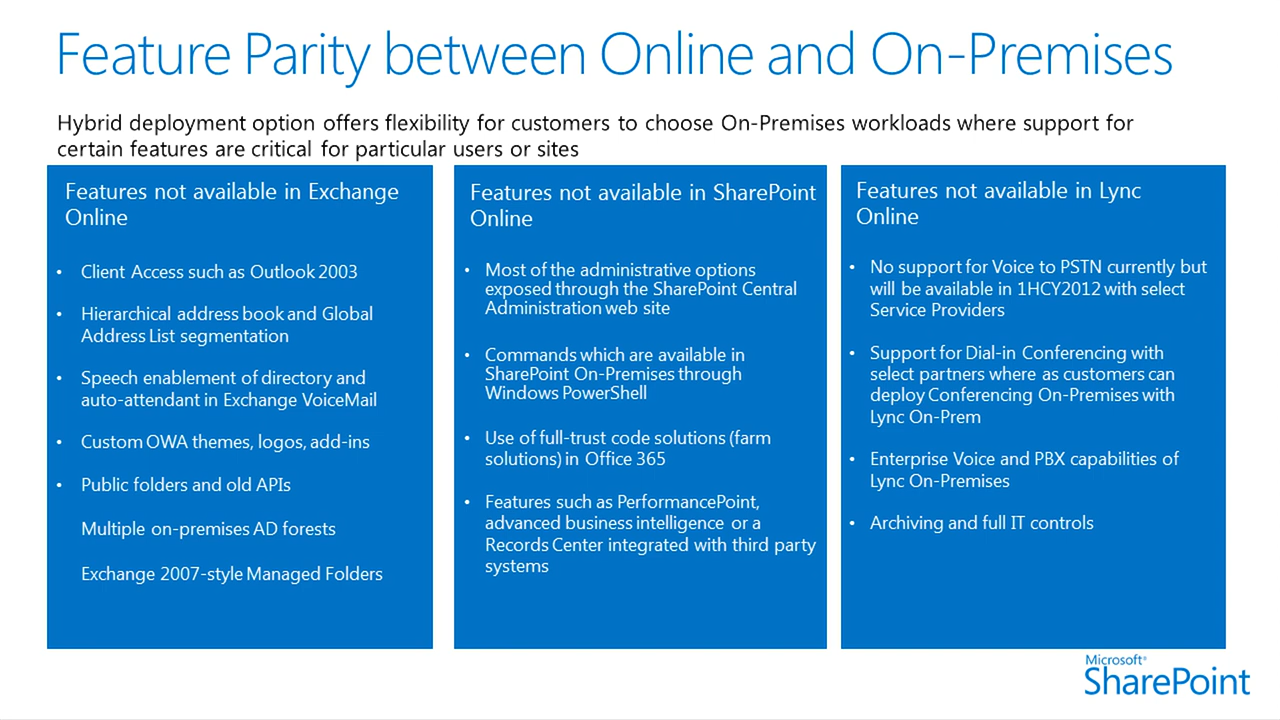 Feature Parity between Online and On-Premises
Hybrid deployment option offers flexibility for customers to choose On-Premises workloads where support for
certain features are critical for particular users or sites
Features not available in Exchange
Online
• Client Access such as Outlook 2003
• Hierarchical address book and Global
Address List segmentation
• Speech enablement of directory and
auto-attendant in Exchange VoiceMail
• Custom OWA themes, logos, add-ins
• Public folders and old APIs
Multiple on-premises AD forests
Exchange 2007-style Managed Folders
Features not available in SharePoint
Online
• Most of the administrative options
exposed through the SharePoint Central
Administration web site
• Commands which are available in
SharePoint On-Premises through
Windows PowerShell
• Use of full-trust code solutions (farm
solutions) in Office 365
• Features such as PerformancePoint,
advanced business intelligence or a
Records Center integrated with third party
systems
Features not available in Lync
Online
• No support for Voice to PSTN currently but
will be available in 1HCY2012 with select
Service Providers
• Support for Dial-in Conferencing with
select partners where as customers can
deploy Conferencing On-Premises with
Lync On-Prem
• Enterprise Voice and PBX capabilities of
Lync On-Premises
• Archiving and full IT controls
Microsoft®
SharePoint